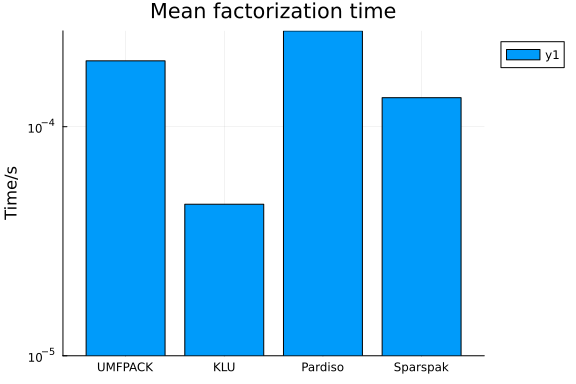 Mean factorization time
y1
Time/s
10⁻⁴
10⁻⁵
UMFPACK KLU Pardiso Sparspak